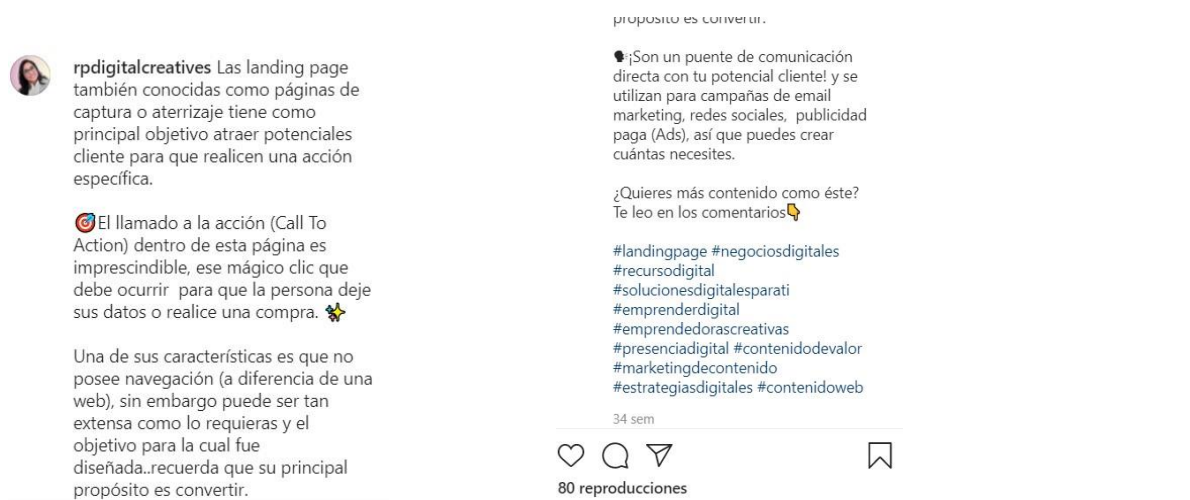 rpdigitalcreatives Las landing page
también conocidas como páginas de
captura o aterrizaje tiene como
principal objetivo atraer potenciales
cliente para que realicen una acción
específica.
🎯El llamado a la acción (Call To
Action) dentro de esta página es
imprescindible, ese mágico clic que
debe ocurrir  para que la persona deje
sus datos o realice una compra. ✨
Una de sus características es que no
posee navegación (a diferencia de una
web), sin embargo puede ser tan
extensa como lo requieras y el
objetivo para la cual fue
diseñada..recuerda que su principal
propósito es convertir.
propósito es convertir.
🗣¡Son un puente de comunicación
directa con tu potencial cliente! y se
utilizan para campañas de email
marketing, redes sociales,  publicidad
paga (Ads), así que puedes crear
cuántas necesites.
¿Quieres más contenido como éste?
Te leo en los comentarios👇
#landingpage #negociosdigitales
#recursodigital
#solucionesdigitalesparati
#emprenderdigital
#emprendedorascreativas
#presenciadigital #contenidodevalor
#marketingdecontenido
#estrategiasdigitales #contenidoweb
34 sem
80 reproducciones